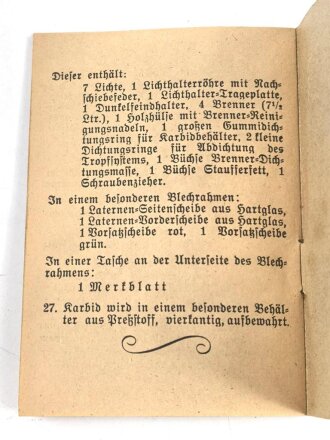 Dieser enthält:
7 Lichte, 1 Lichthalterröhre mit Nach-
schiebefeder, 1 Lichthalter-Trageplatte,
1 Dunkelfeindhalter, 4 Brenner (7½
Ltr.), 1 Holzhülse mit Brenner-Reini-
gungsnadeln, 1 großen Gummidich-
tungsring für Karbidbehälter, 2 kleine
Dichtungsringe für Abdichtung des
Tropfsystems, 1 Büchse Brenner-Dich-
tungsmasse, 1 Büchse Staufferfett, 1
Schraubenzieher.
In einem besonderen Blechrahmen:
1 Laternen-Seitenscheibe aus Hartglas,
1 Laternen-Vorderscheibe aus Hartglas,
1 Vorsatzscheibe rot, 1 Vorsatzscheibe
grün.
In einer Tasche an der Unterseite des Blech-
rahmens:
1 Merkblatt
27. Karbid wird in einem besonderen Behäl-
ter aus Preßstoff, vierkantig, aufbewahrt.